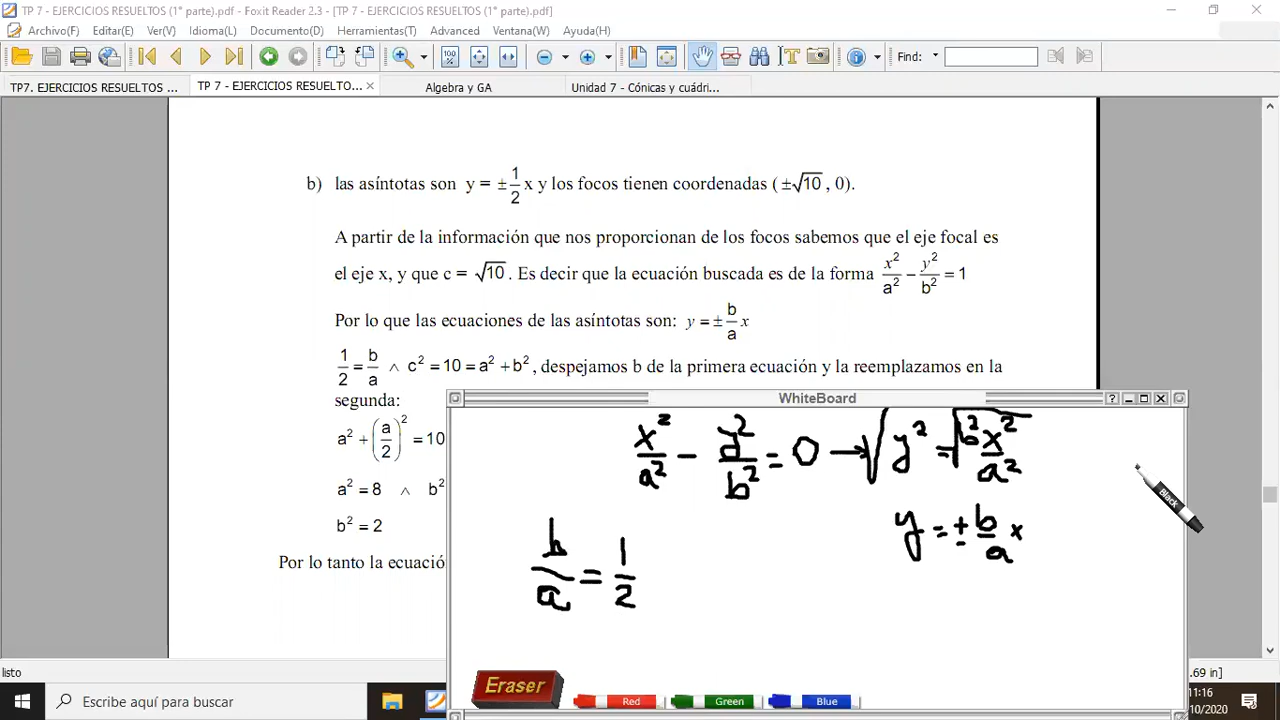 TP 7 - EJERCICIOS RESUELTOS (1° parte).pdf - Foxit Reader 2.3 - [TP 7 - EJERCICIOS RESUELTOS (1° parte).pdf]
Archivo(F) Editar(E) Ver(V) Idioma(L) Documento(D) Herramientas(T) Advanced Ventana(W) Ayuda(H)
Find:
TP7. EJERCICIOS RESUELTOS ... TP 7 - EJERCICIOS RESUELTO... × Algebra y GA Unidad 7 - Cónicas y cuádri...
b) las asíntotas son y = ±1/2 x y los focos tienen coordenadas (±√10 , 0).
A partir de la información que nos proporcionan de los focos sabemos que el eje focal es
el eje x, y que c = √10. Es decir que la ecuación buscada es de la forma x²/a² − y²/b² = 1
Por lo que las ecuaciones de las asíntotas son: y = ± b/a x
1/2 = b/a ∧ c² = 10 = a² + b², despejamos b de la primera ecuación y la reemplazamos en la
segunda:
WhiteBoard
a² + (a/2)² = 10
x²/a² − y²/b² = 0 → √y² = √b²x²/a²
a² = 8 ∧ b²
y = ± b/a x
b² = 2
b/a = 1/2
Por lo tanto la ecuació
listo
.69 in]
Eraser Red Green Blue
Escribe aquí para buscar
11:16
/10/2020